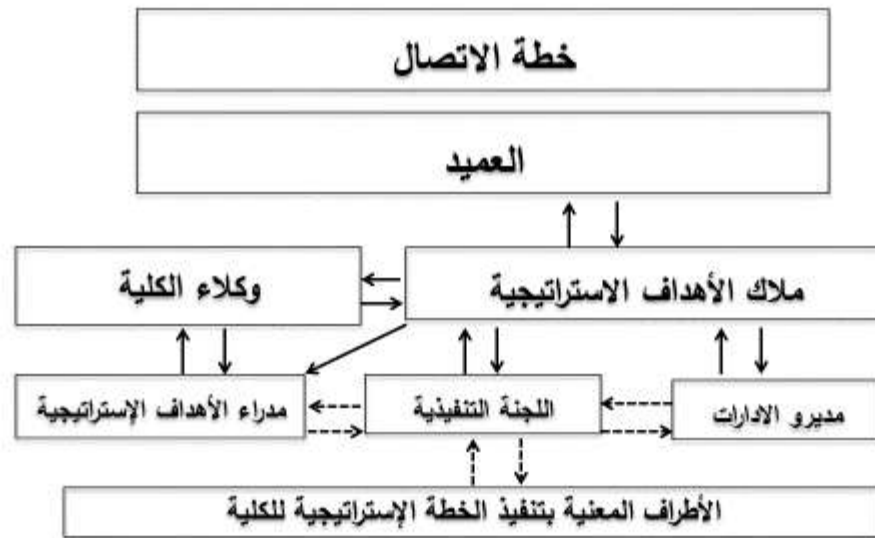 خطة الاتصال
العميد
ملاك الأهداف الاستراتيجية
وكلاء الكلية
مديرو الادارات
اللجنة التنفيذية
مدراء الأهداف الإستراتيجية
الأطراف المعنية بتنفيذ الخطة الإستراتيجية للكلية